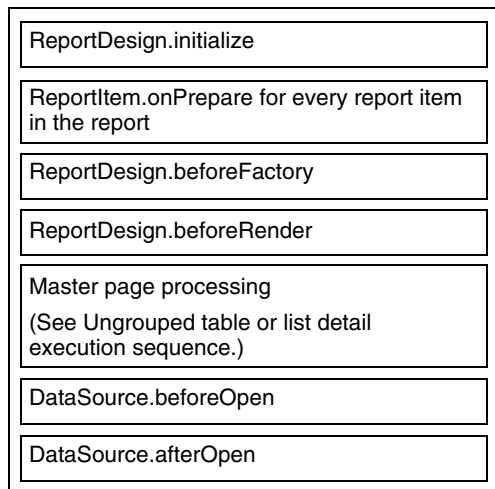 ReportDesign.initialize
ReportItem.onPrepare for every report item
in the report
ReportDesign.beforeFactory
ReportDesign.beforeRender
Master page processing
(See Ungrouped table or list detail
execution sequence.)
DataSource.beforeOpen
DataSource.afterOpen